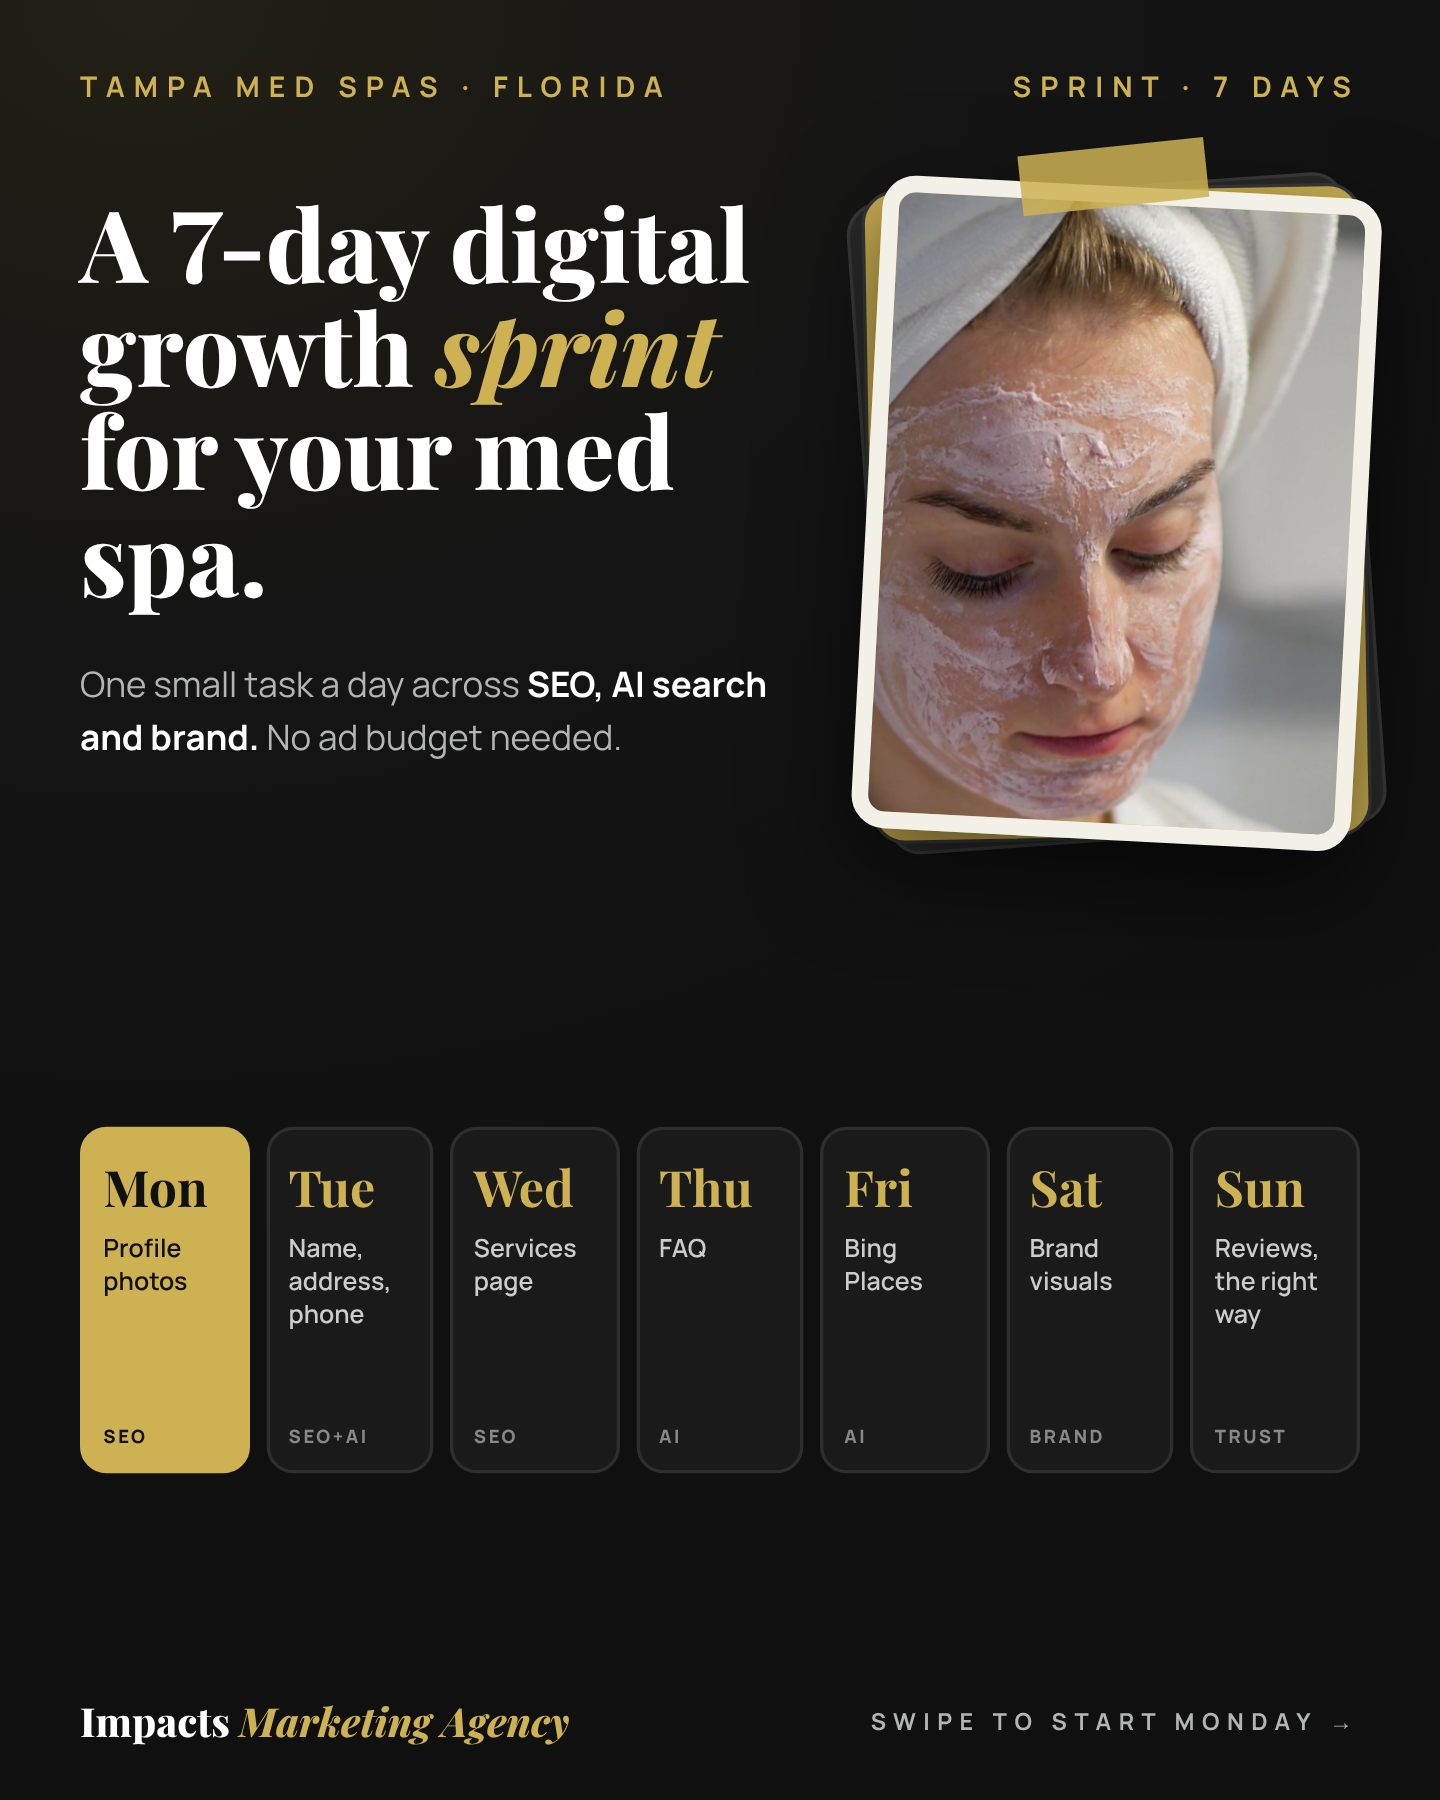 TAMPA MED SPAS · FLORIDA
SPRINT · 7 DAYS
A 7-day digital
growth sprint
for your med
spa.
One small task a day across SEO, AI search
and brand. No ad budget needed.
Mon
Profile
photos
SEO
Tue
Name,
address,
phone
SEO+AI
Wed
Services
page
SEO
Thu
FAQ
AI
Fri
Bing
Places
AI
Sat
Brand
visuals
BRAND
Sun
Reviews,
the right
way
TRUST
Impacts Marketing Agency
SWIPE TO START MONDAY →